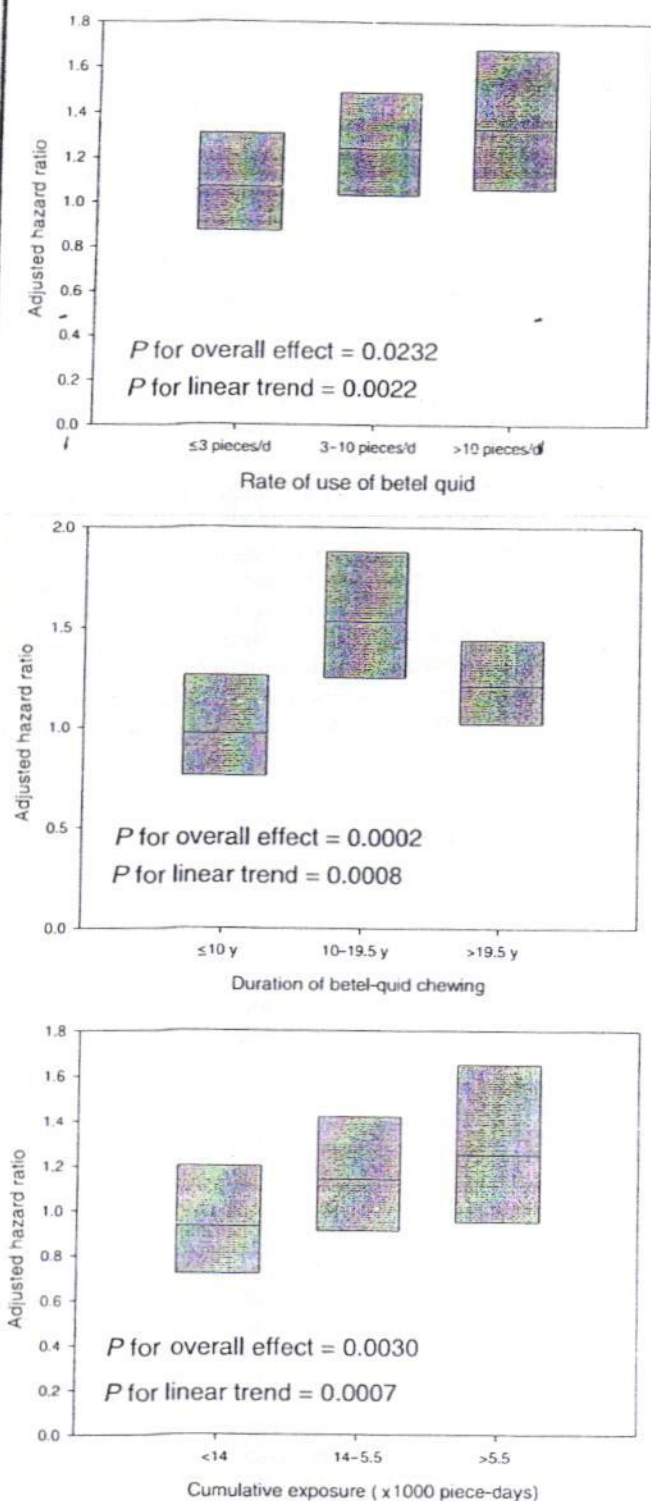 1.8
1.6
1.4
1.2
1.0
0.8
0.6
0.4
0.2
0.0
Adjusted hazard ratio
P for overall effect = 0.0232
P for linear trend = 0.0022
≤3 pieces/d 3–10 pieces/d >10 pieces/d
Rate of use of betel quid
2.0
1.5
1.0
0.5
0.0
Adjusted hazard ratio
P for overall effect = 0.0002
P for linear trend = 0.0008
≤10 y 10–19.5 y >19.5 y
Duration of betel-quid chewing
1.8
1.6
1.4
1.2
1.0
0.8
0.6
0.4
0.2
0.0
Adjusted hazard ratio
P for overall effect = 0.0030
P for linear trend = 0.0007
<14 14–5.5 >5.5
Cumulative exposure (x1000 piece-days)